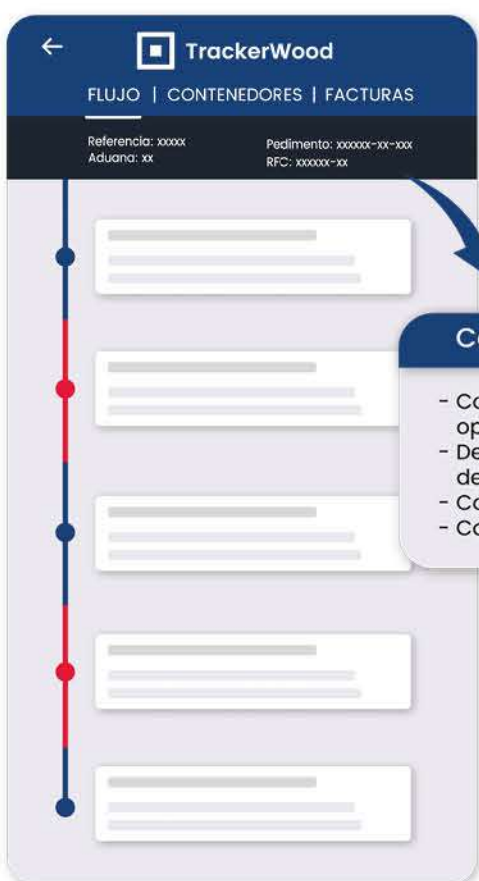 TrackerWood
FLUJO | CONTENEDORES | FACTURAS
Referencia: xxxxx
Aduana: xx
Pedimento: xxxxxx-xx-xxx
RFC: xxxxxx-xx